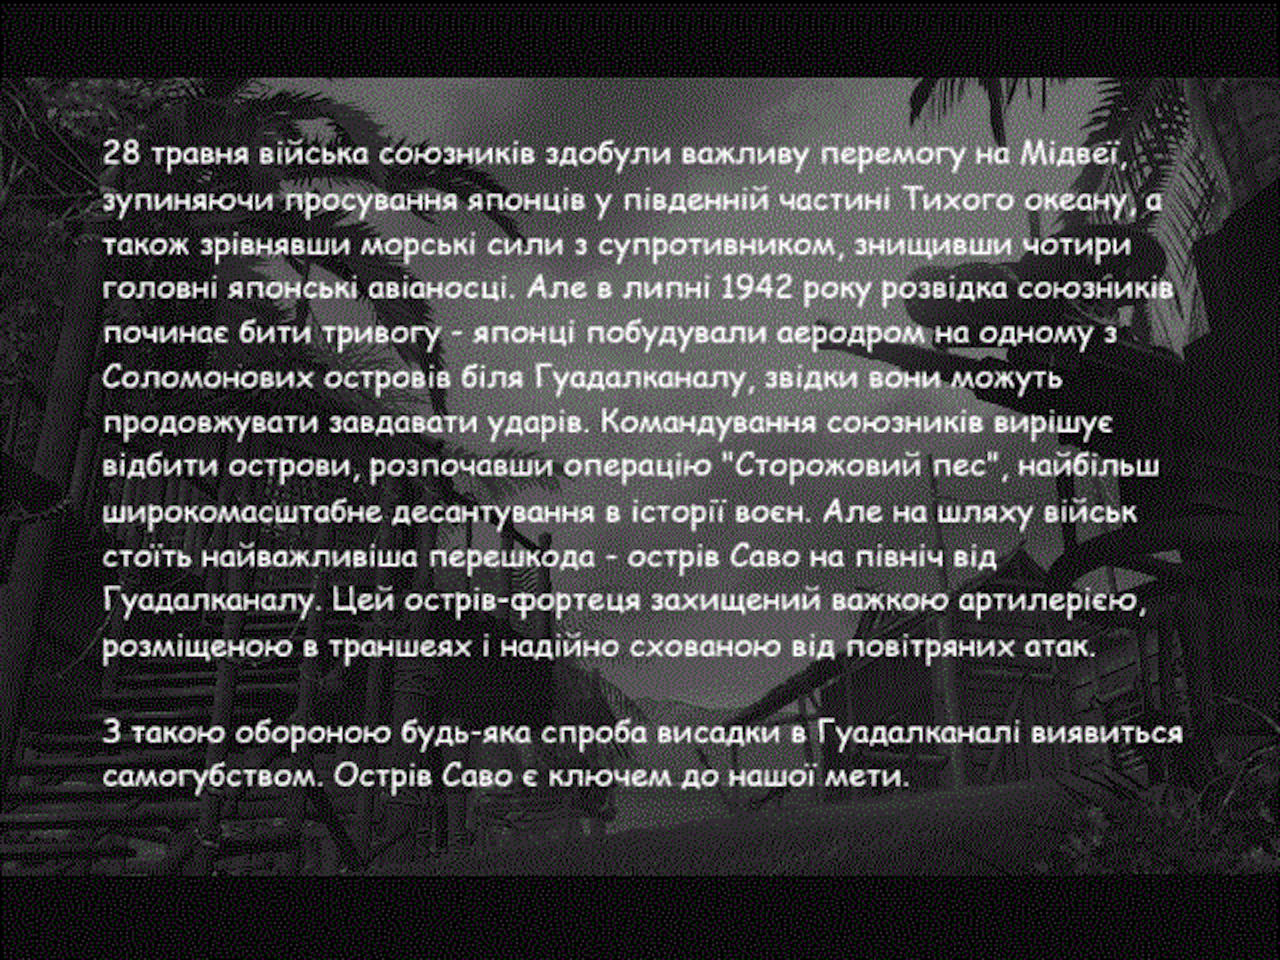 28 травня війська союзників здобули важливу перемогу на Мідвеї,
зупиняючи просування японців у південній частині Тихого океану, а
також зрівнявши морські сили з супротивником, знищивши чотири
головні японські авіаносці. Але в липні 1942 року розвідка союзників
починає бити тривогу - японці побудували аеродром на одному з
Соломонових островів біля Гуадалканалу, звідки вони можуть
продовжувати завдавати ударів. Командування союзників вирішує
відбити острови, розпочавши операцію "Сторожовий пес", найбільш
широкомасштабне десантування в історії воєн. Але на шляху військ
стоїть найважливіша перешкода - острів Саво на північ від
Гуадалканалу. Цей острів-фортеця захищений важкою артилерією,
розміщеною в траншеях і надійно схованою від повітряних атак.
З такою обороною будь-яка спроба висадки в Гуадалканалі виявиться
самогубством. Острів Саво є ключем до нашої мети.